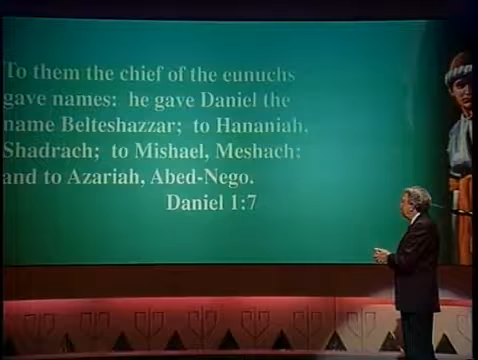 To them the chief of the eunuchs
gave names: he gave Daniel the
name Belteshazzar; to Hananiah,
Shadrach; to Mishael, Meshach;
and to Azariah, Abed-Nego.
Daniel 1:7